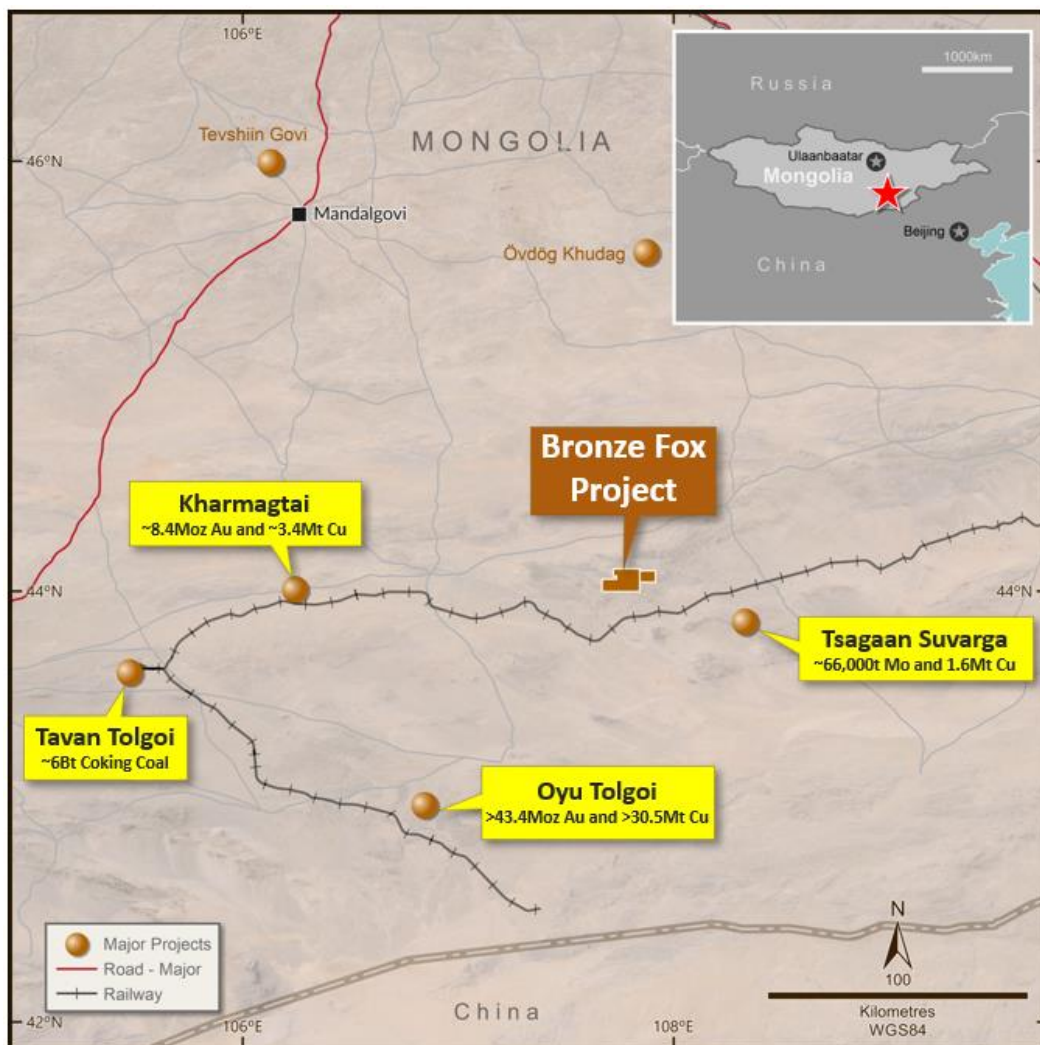 106°E
1000km
Russia
Tevshiin Govi
MONGOLIA
46°N
Ulaanbaatar
Mongolia
Mandalgovi
Beijing
Övdög Khudag
China
Bronze Fox
Project
Kharmagtai
~8.4Moz Au and ~3.4Mt Cu
44°N
44°N
Tsagaan Suvarga
~66,000t Mo and 1.6Mt Cu
Tavan Tolgoi
~6Bt Coking Coal
Oyu Tolgoi
>43.4Moz Au and >30.5Mt Cu
N
Major Projects
Road - Major
Railway
100
Kilometres
WGS84
China
42°N
106°E
108°E